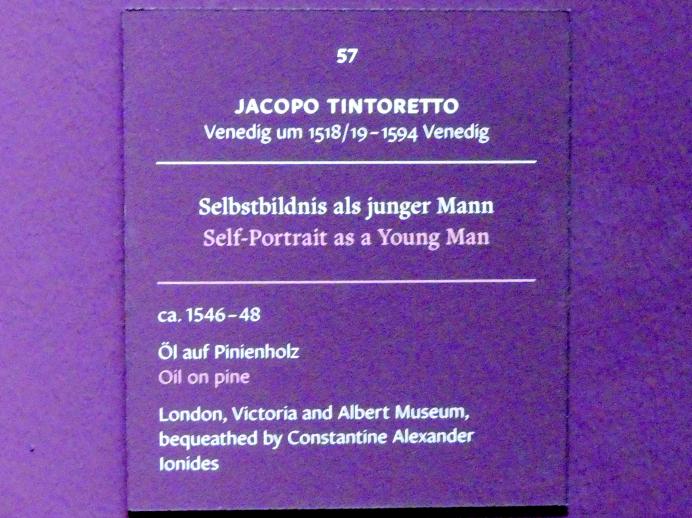 57
JACOPO TINTORETTO
Venedig um 1518/19–1594 Venedig
Selbstbildnis als junger Mann
Self-Portrait as a Young Man
ca. 1546–48
Öl auf Pinienholz
Oil on pine
London, Victoria and Albert Museum,
bequeathed by Constantine Alexander
Ionides